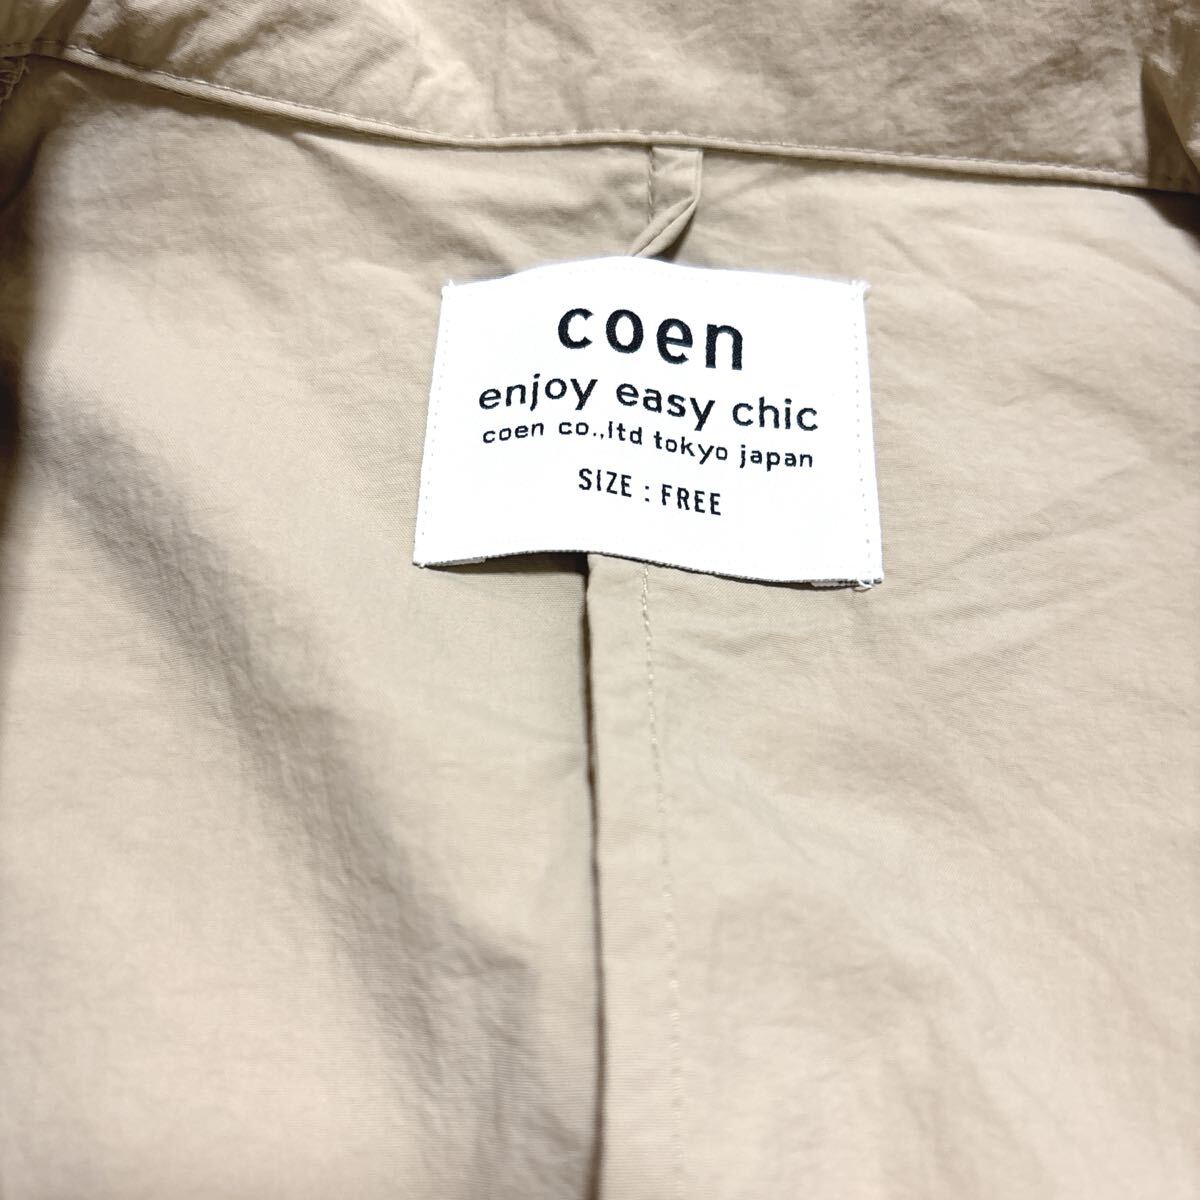 coen
enjoy easy chic
coen co.,ltd tokyo japan
SIZE : FREE